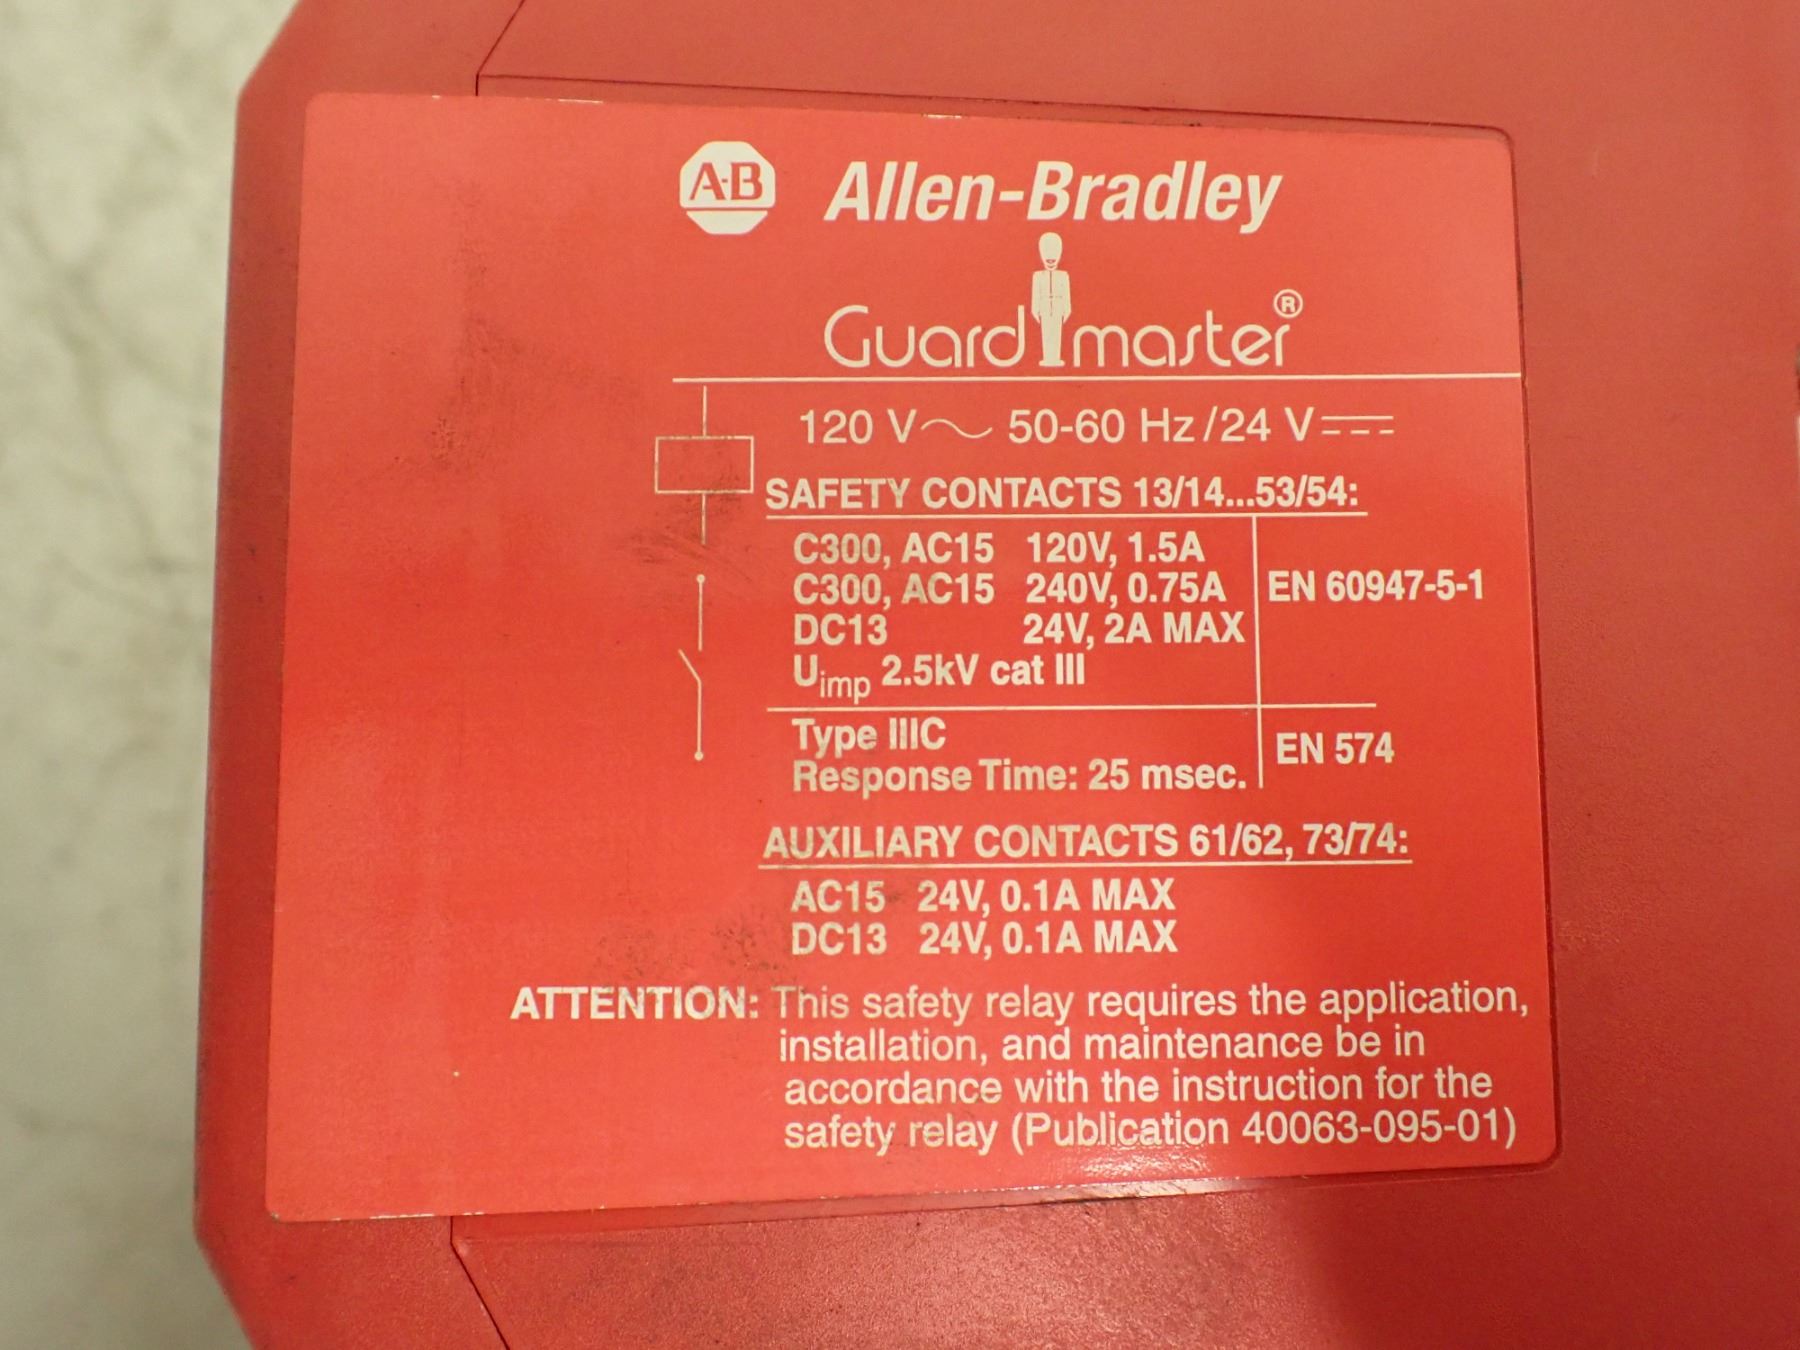 A-B Allen-Bradley
Guardmaster®
120 V~ 50-60 Hz/24 V⎓
SAFETY CONTACTS 13/14...53/54:
C300, AC15 120V, 1.5A
C300, AC15 240V, 0.75A
DC13 24V, 2A MAX
Uimp 2.5kV cat III
EN 60947-5-1
Type IIIC
Response Time: 25 msec.
EN 574
AUXILIARY CONTACTS 61/62, 73/74:
AC15 24V, 0.1A MAX
DC13 24V, 0.1A MAX
ATTENTION: This safety relay requires the application,
installation, and maintenance be in
accordance with the instruction for the
safety relay (Publication 40063-095-01)